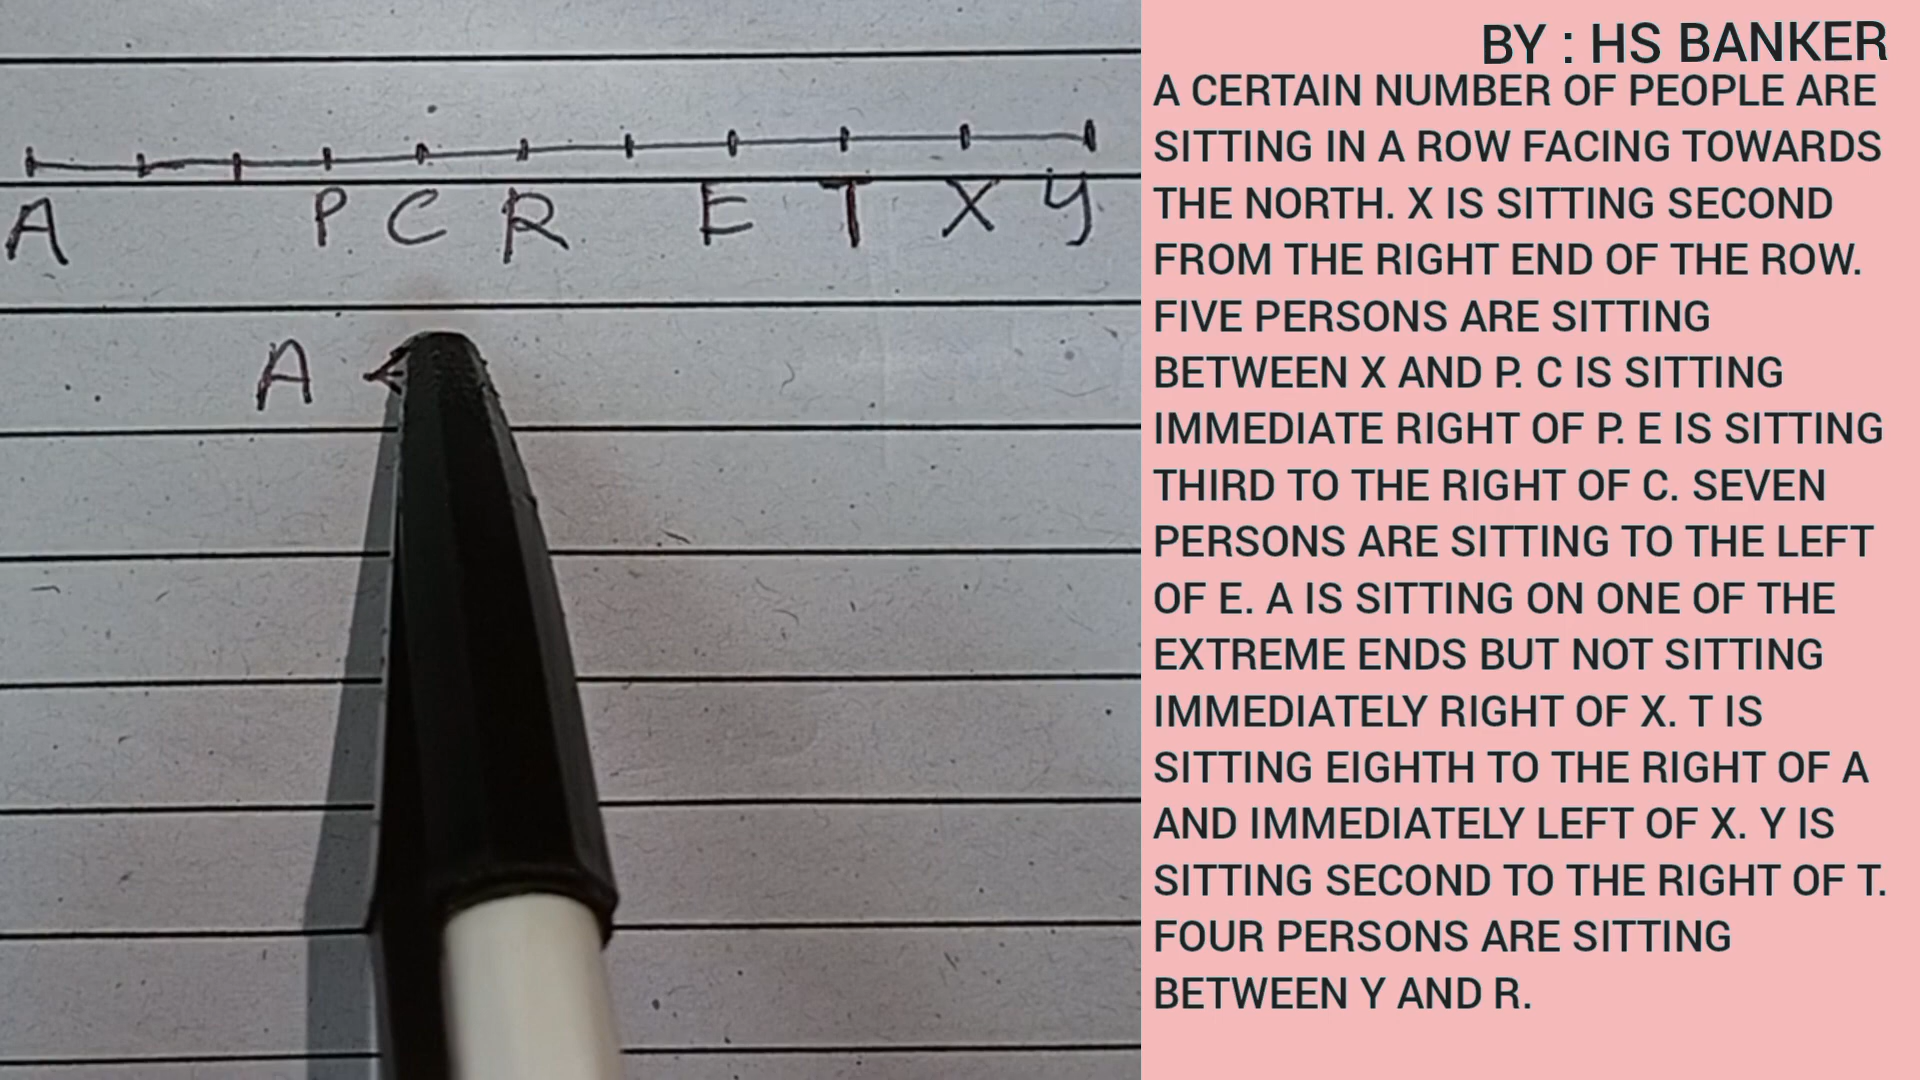 A P C R E T X Y
A <
BY : HS BANKER
A CERTAIN NUMBER OF PEOPLE ARE
SITTING IN A ROW FACING TOWARDS
THE NORTH. X IS SITTING SECOND
FROM THE RIGHT END OF THE ROW.
FIVE PERSONS ARE SITTING
BETWEEN X AND P. C IS SITTING
IMMEDIATE RIGHT OF P. E IS SITTING
THIRD TO THE RIGHT OF C. SEVEN
PERSONS ARE SITTING TO THE LEFT
OF E. A IS SITTING ON ONE OF THE
EXTREME ENDS BUT NOT SITTING
IMMEDIATELY RIGHT OF X. T IS
SITTING EIGHTH TO THE RIGHT OF A
AND IMMEDIATELY LEFT OF X. Y IS
SITTING SECOND TO THE RIGHT OF T.
FOUR PERSONS ARE SITTING
BETWEEN Y AND R.